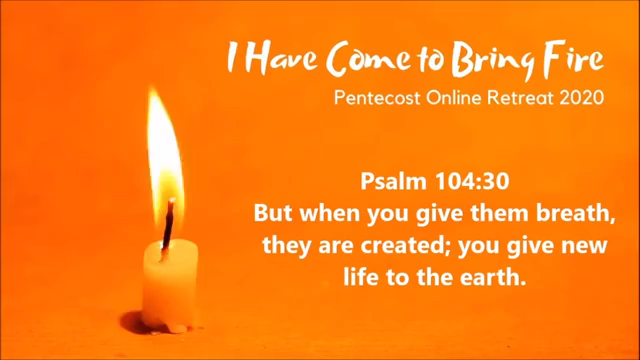 I Have Come to Bring Fire
Pentecost Online Retreat 2020
Psalm 104:30
But when you give them breath,
they are created; you give new
life to the earth.